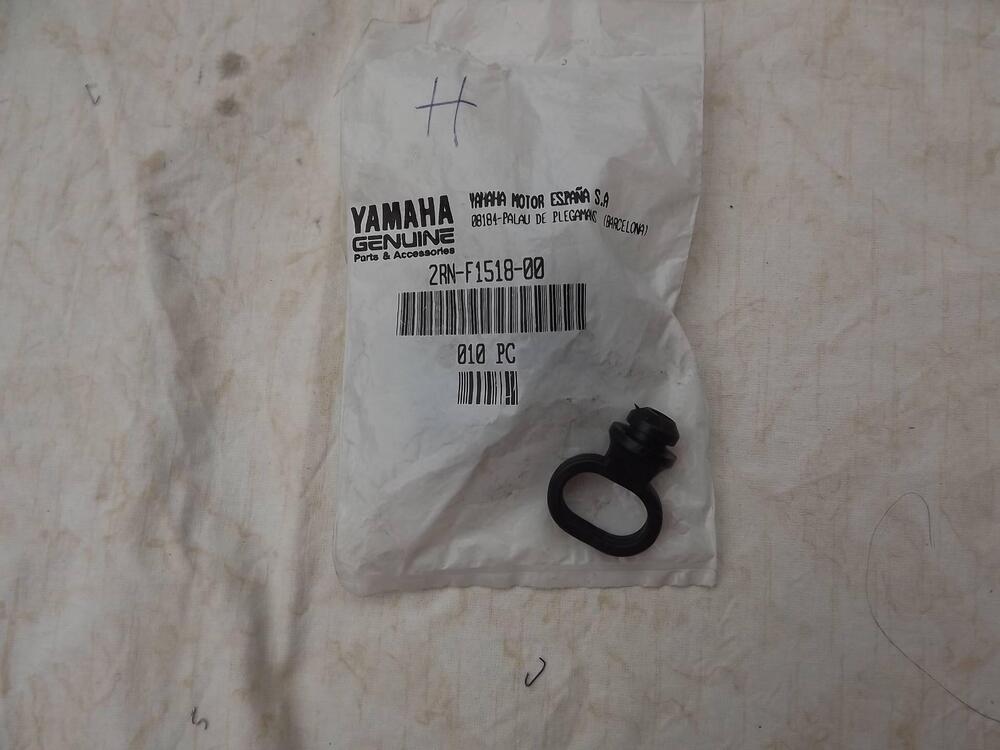 H
YAMAHA
GENUINE
Parts & Accessories
YAMAHA MOTOR ESPAÑA S.A
08184-PALAU DE PLEGAMANS (BARCELONA)
2RN-F1518-00
010 PC